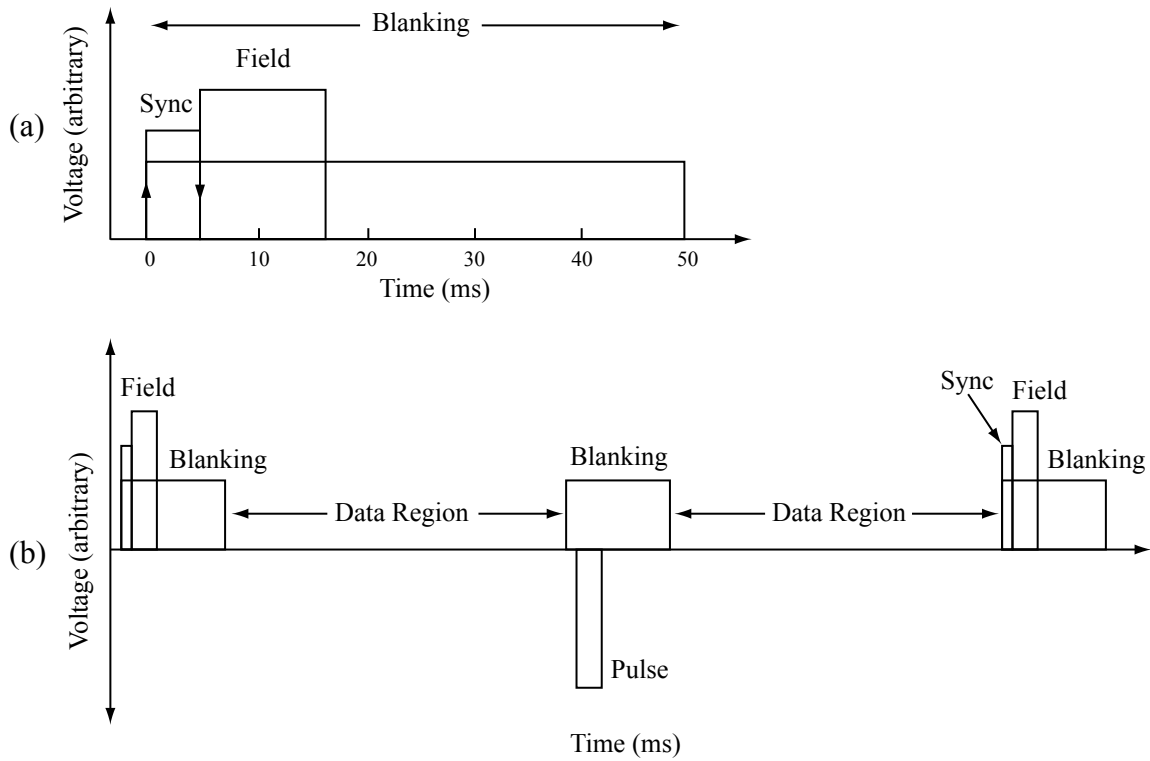 Blanking
Field
Sync
(a)
Voltage (arbitrary)
0 10 20 30 40 50
Time (ms)
Field
Blanking
Data Region
Blanking
Data Region
Sync
Field
Blanking
(b)
Voltage (arbitrary)
Pulse
Time (ms)